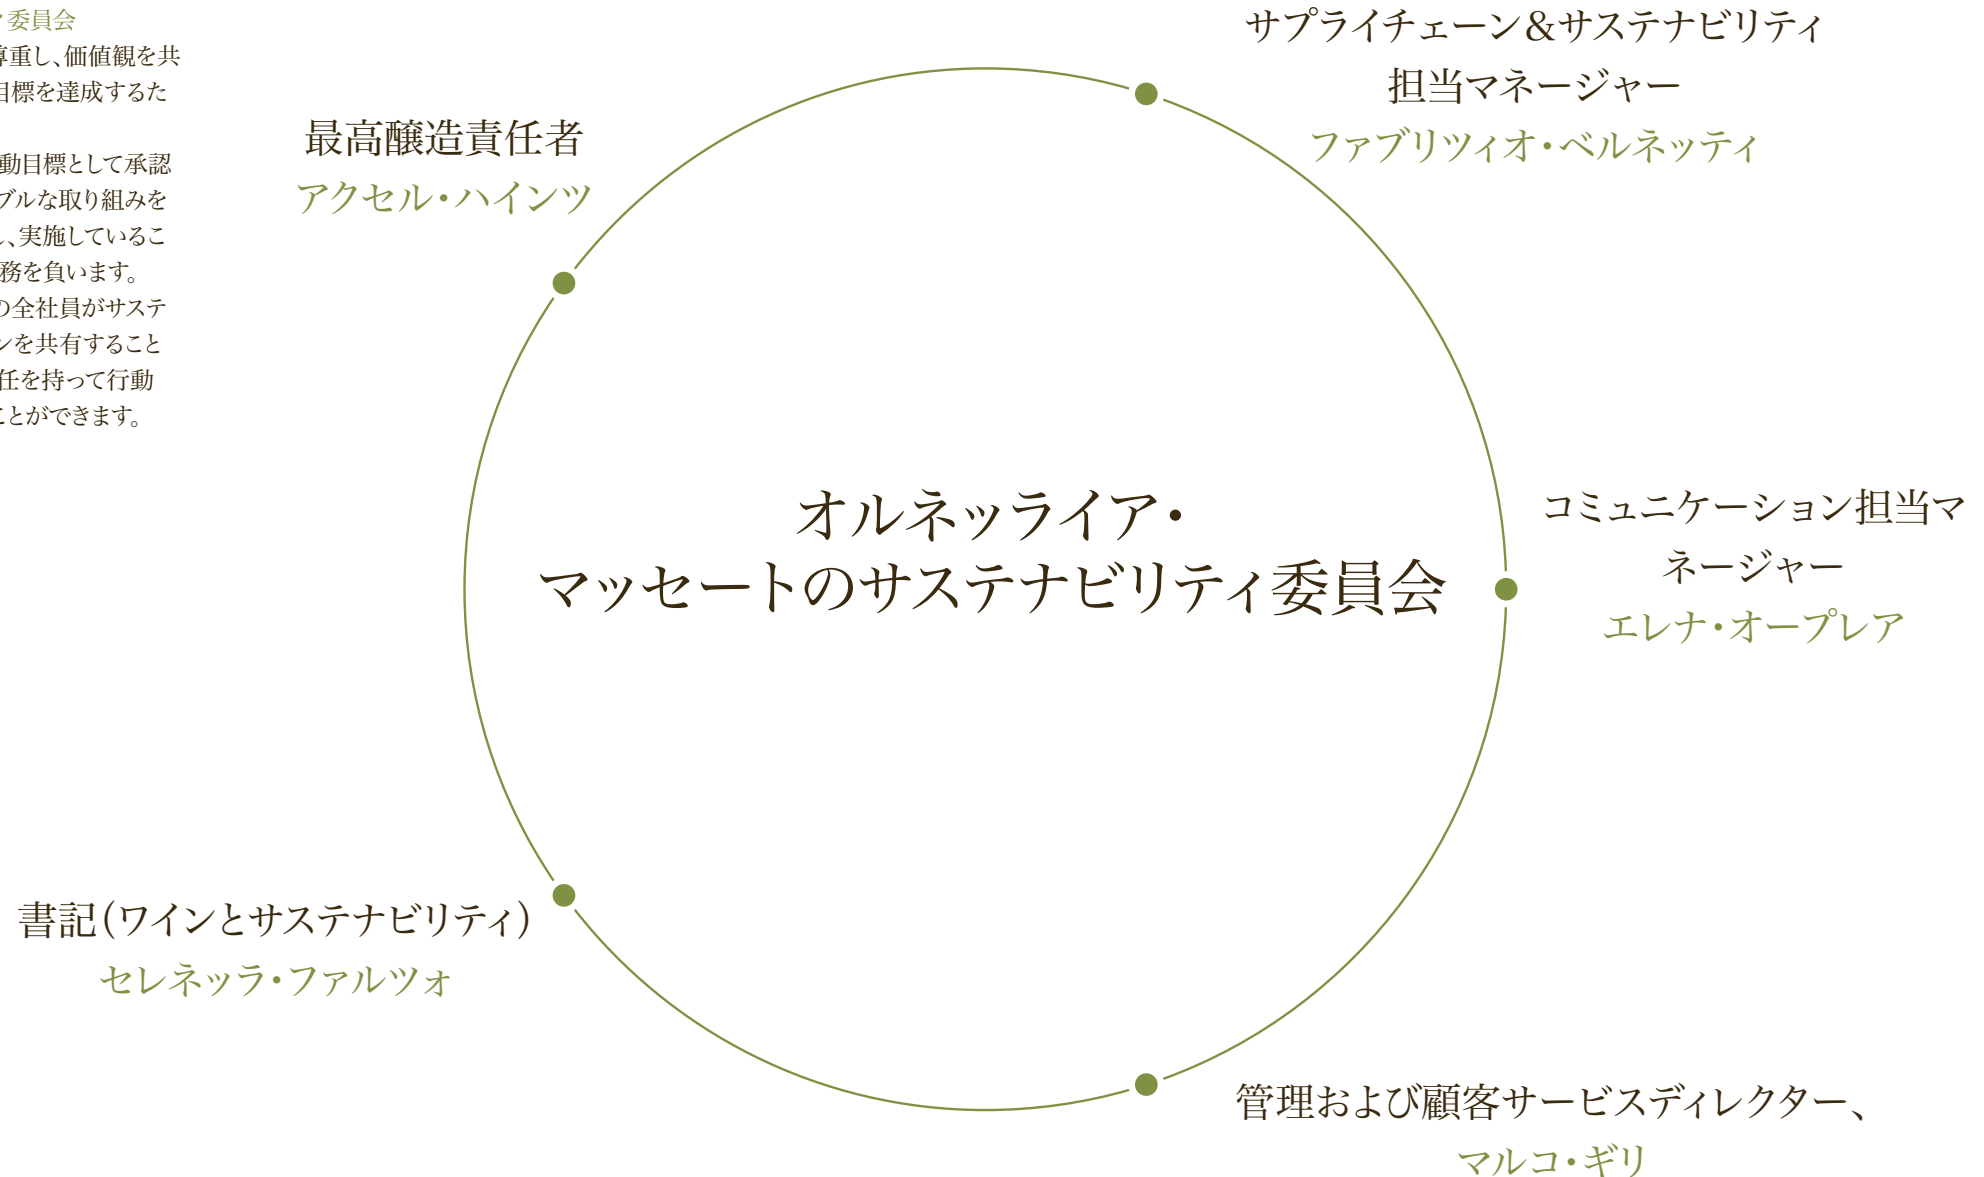 委員会
尊重し、価値観を共
目標を達成するた
動目標として承認
ブルな取り組みを
、実施しているこ
務を負います。
の全社員がサステ
ンを共有すること
任を持って行動
ことができます。
最高醸造責任者
アクセル・ハインツ
サプライチェーン&サステナビリティ
担当マネージャー
ファブリツィオ・ベルネッティ
オルネッライア・
マッセートのサステナビリティ委員会
コミュニケーション担当マ
ネージャー
エレナ・オープレア
書記(ワインとサステナビリティ)
セレネッラ・ファルツォ
管理および顧客サービスディレクター、
マルコ・ギリ